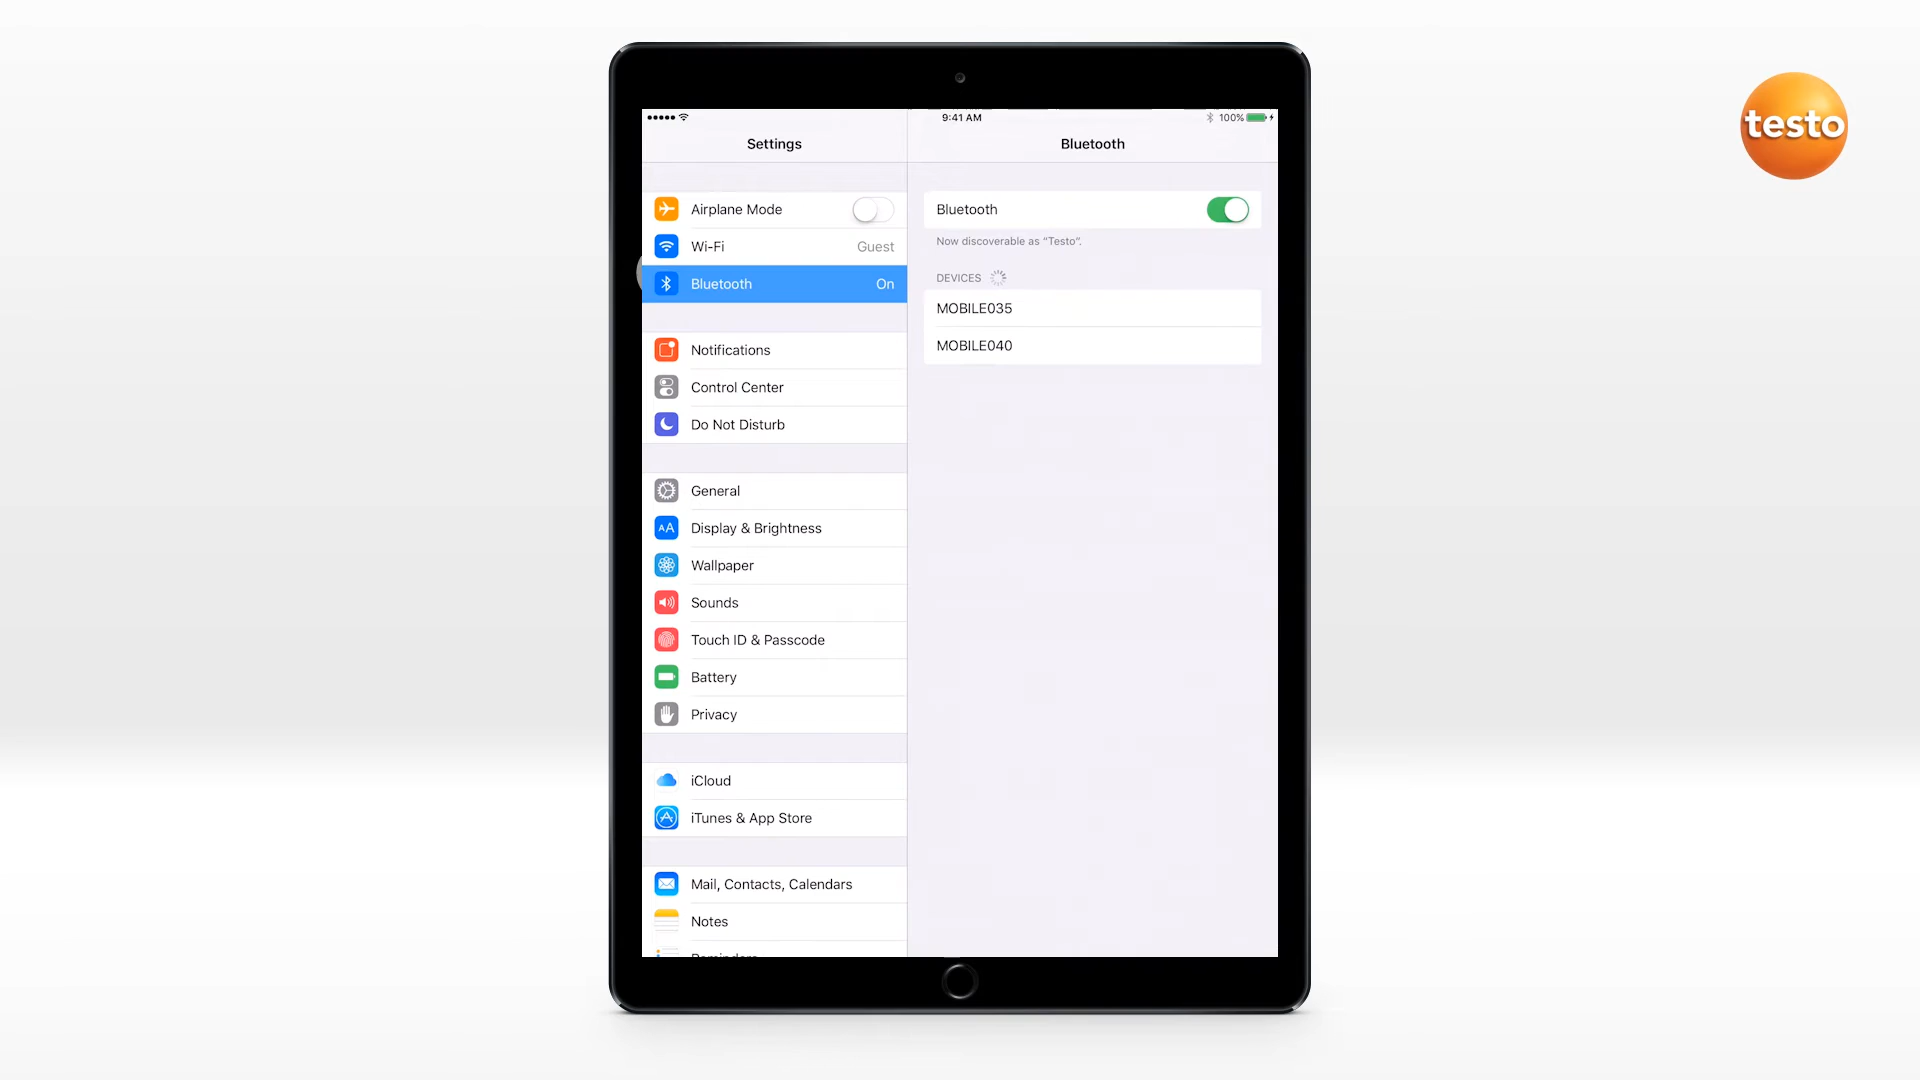 testo
9:41 AM
100%
Settings
Bluetooth
Airplane Mode
Wi-Fi
Guest
Bluetooth
On
Notifications
Control Center
Do Not Disturb
General
AA
Display & Brightness
Wallpaper
Sounds
Touch ID & Passcode
Battery
Privacy
iCloud
iTunes & App Store
Mail, Contacts, Calendars
Notes
Reminders
Bluetooth
Now discoverable as “Testo”.
DEVICES
MOBILE035
MOBILE040